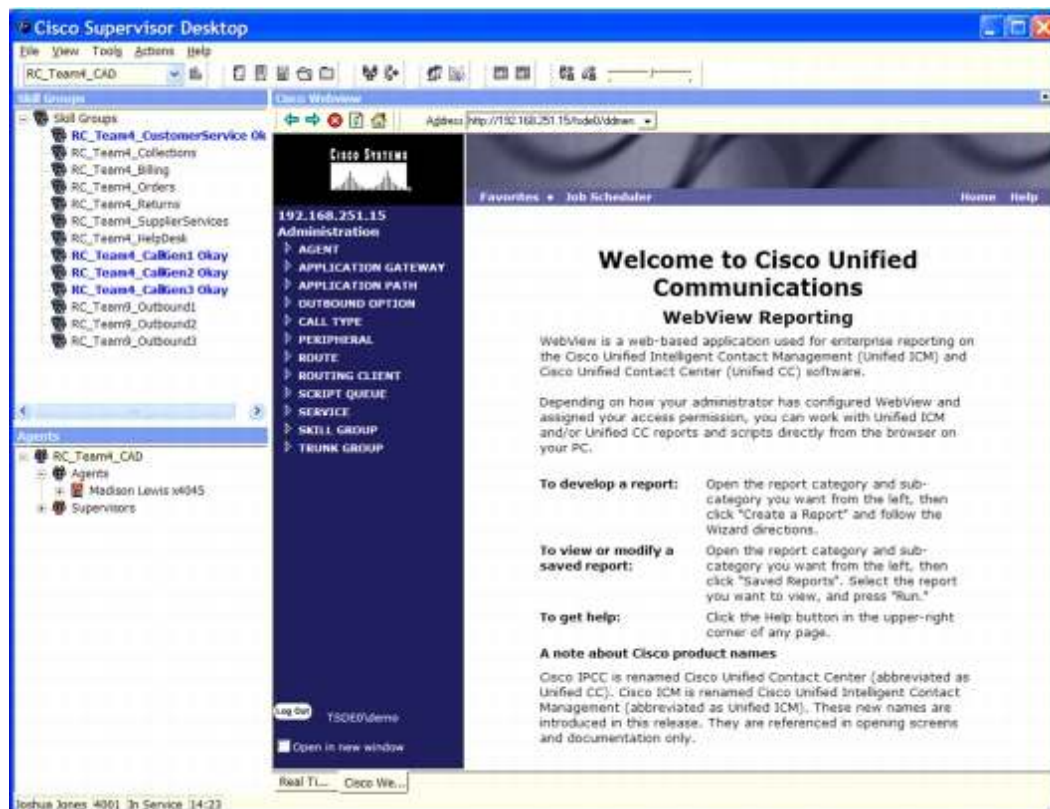 Cisco Supervisor Desktop
File View Tools Actions Help
RC_Team4_CAD
Skill Groups
Skill Groups
RC_Team4_CustomerService Ok
RC_Team4_Collections
RC_Team4_Billing
RC_Team4_Orders
RC_Team4_Returns
RC_Team4_SupplierServices
RC_Team4_HelpDesk
RC_Team4_CallGen1 Okay
RC_Team4_CallGen2 Okay
RC_Team4_CallGen3 Okay
RC_Team9_Outbound1
RC_Team9_Outbound2
RC_Team9_Outbound3
Agents
RC_Team4_CAD
Agents
Madison Lewis x4045
Supervisors
Cisco Webview
Address
CISCO SYSTEMS
192.168.251.15
Administration
AGENT
APPLICATION GATEWAY
APPLICATION PATH
OUTBOUND OPTION
CALL TYPE
PERIPHERAL
ROUTE
ROUTING CLIENT
SCRIPT QUEUE
SERVICE
SKILL GROUP
TRUNK GROUP
Log Out
TSDE0\demo
Open in new window
Favorites • Job Scheduler
Home Help
Welcome to Cisco Unified
Communications
WebView Reporting
WebView is a web-based application used for enterprise reporting on
the Cisco Unified Intelligent Contact Management (Unified ICM) and
Cisco Unified Contact Center (Unified CC) software.
Depending on how your administrator has configured WebView and
assigned your access permission, you can work with Unified ICM
and/or Unified CC reports and scripts directly from the browser on
your PC.
To develop a report:
Open the report category and sub-
category you want from the left, then
click "Create a Report" and follow the
Wizard directions.
To view or modify a
saved report:
Open the report category and sub-
category you want from the left, then
click "Saved Reports". Select the report
you want to view, and press "Run."
To get help:
Click the Help button in the upper-right
corner of any page.
A note about Cisco product names
Cisco IPCC is renamed Cisco Unified Contact Center (abbreviated as
Unified CC). Cisco ICM is renamed Cisco Unified Intelligent Contact
Management (abbreviated as Unified ICM). These new names are
introduced in this release. They are referenced in opening screens
and documentation only.
Real Ti...
Cisco We...
Joshua Jones 4001 In Service 14:23